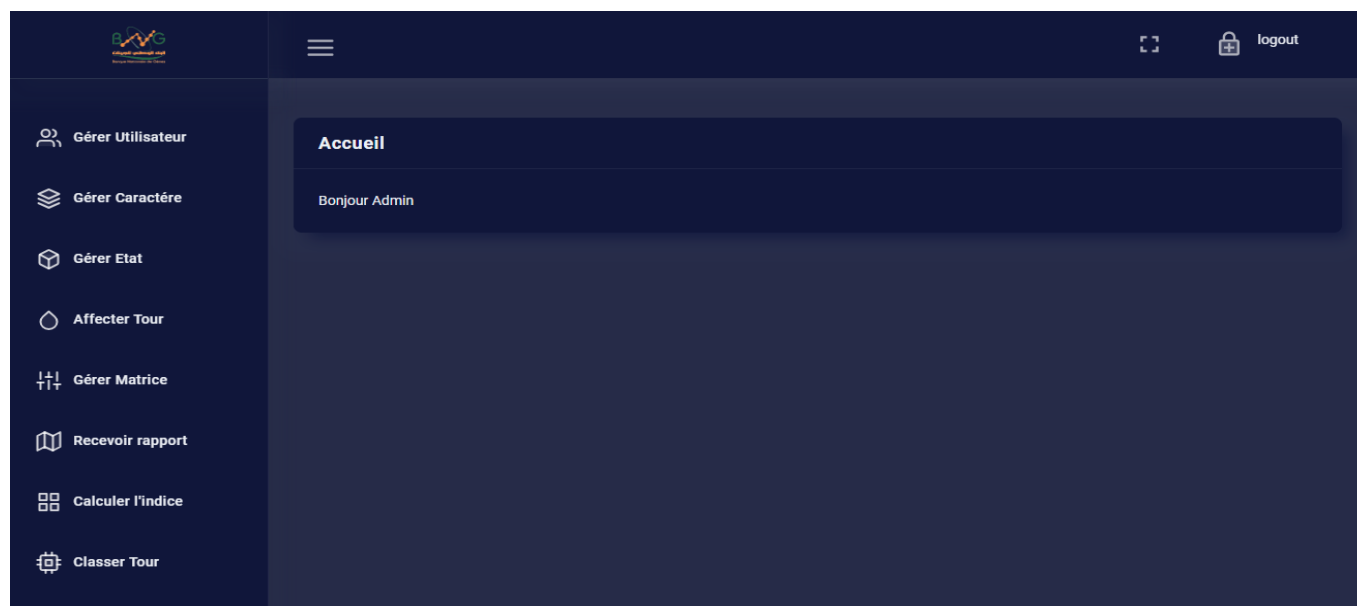 logout
Gérer Utilisateur
Gérer Caractére
Gérer Etat
Affecter Tour
Gérer Matrice
Recevoir rapport
Calculer l'indice
Classer Tour
Accueil
Bonjour Admin